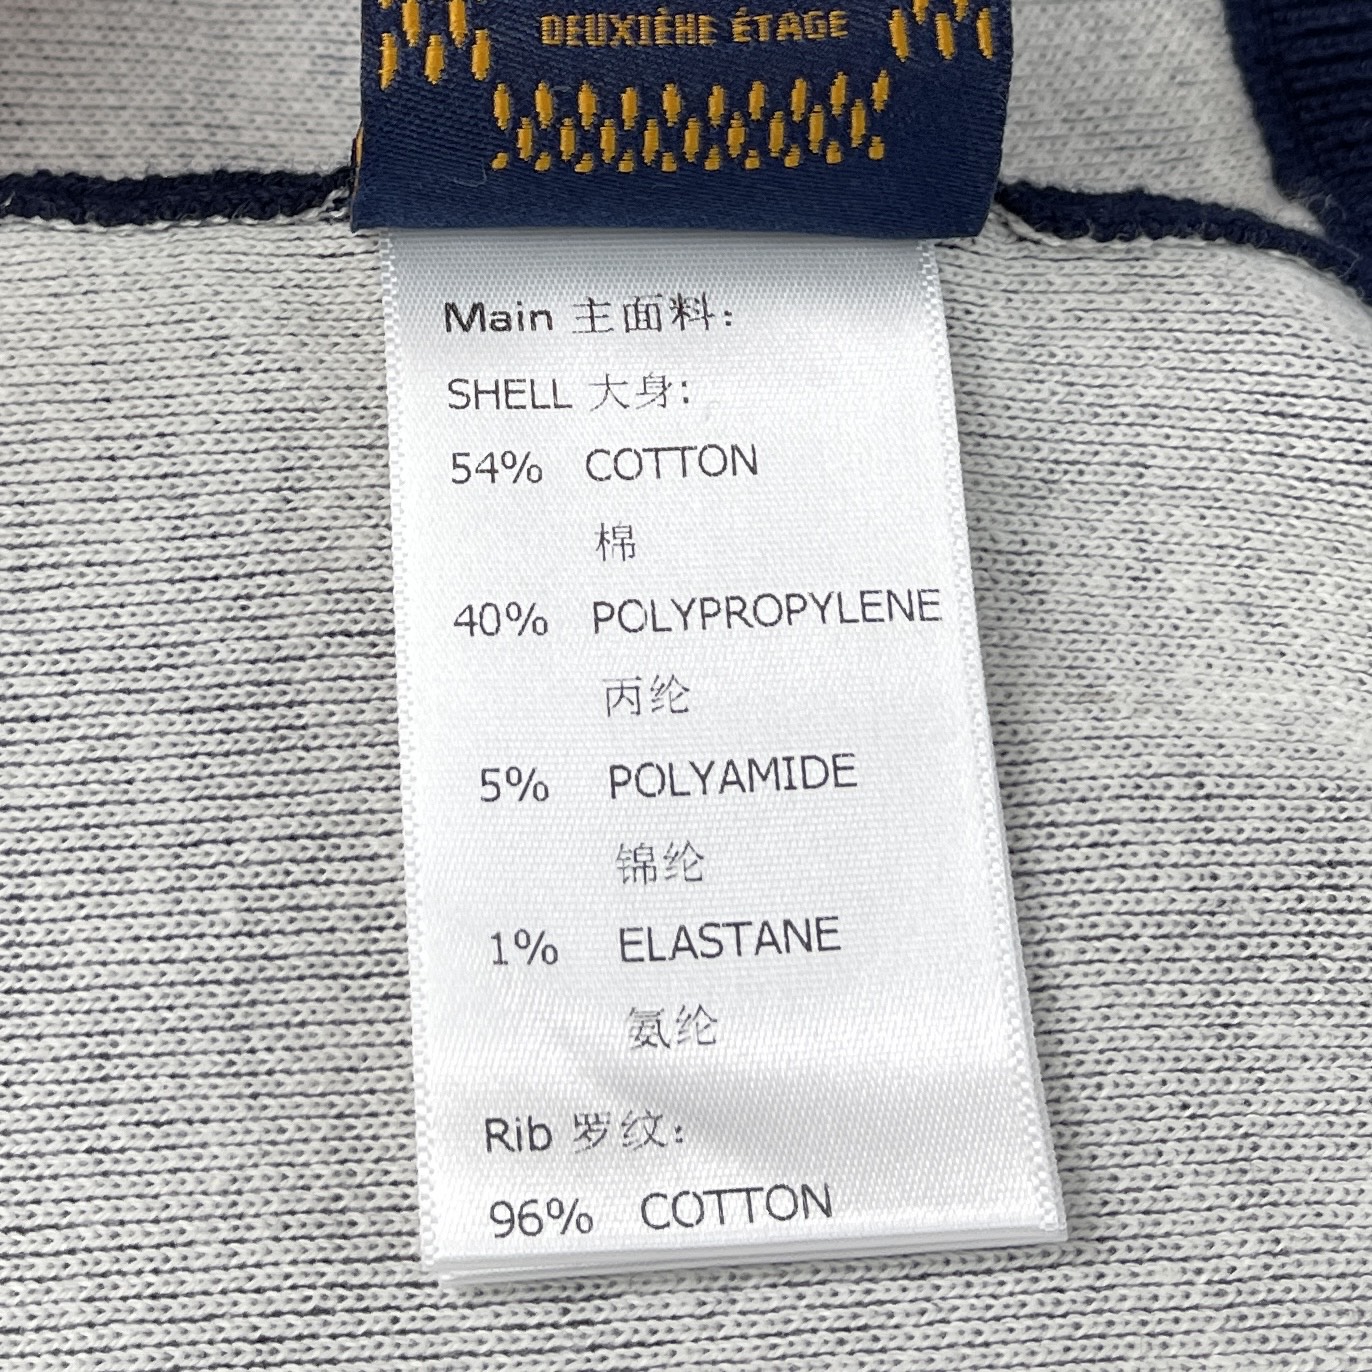 DEUXIÈME ÉTAGE
Main 主面料:
SHELL 大身:
54% COTTON
棉
40% POLYPROPYLENE
丙纶
5% POLYAMIDE
锦纶
1% ELASTANE
氨纶
Rib 罗纹:
96% COTTON